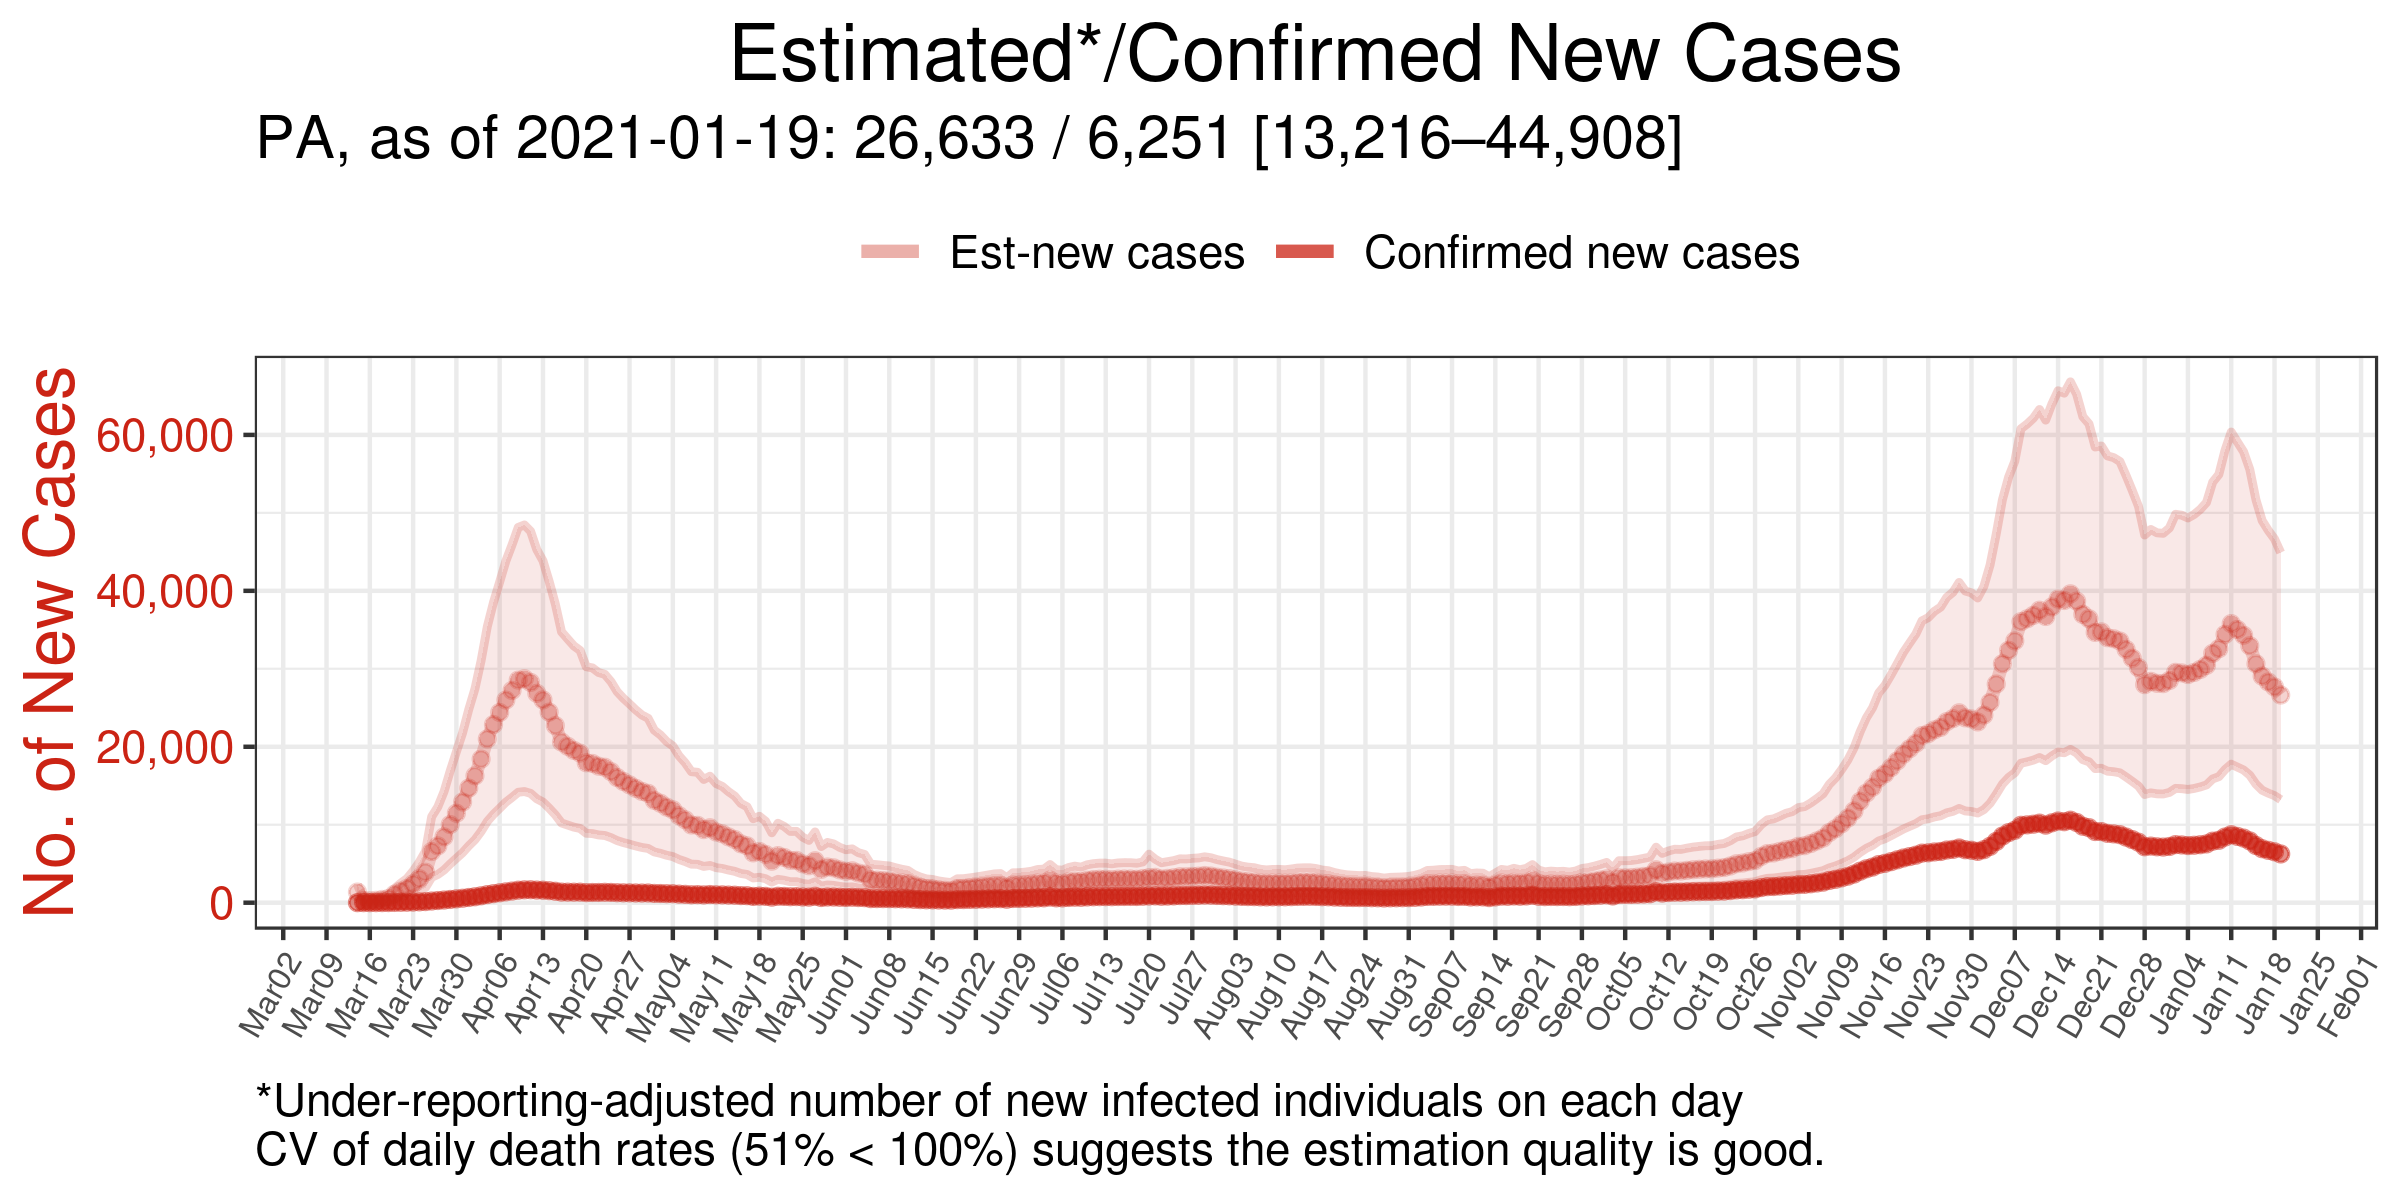 Estimated*/Confirmed New Cases
PA, as of 2021-01-19: 26,633 / 6,251 [13,216–44,908]
Est-new cases
Confirmed new cases
No. of New Cases
60,000
40,000
20,000
0
Mar02
Mar09
Mar16
Mar23
Mar30
Apr06
Apr13
Apr20
Apr27
May04
May11
May18
May25
Jun01
Jun08
Jun15
Jun22
Jun29
Jul06
Jul13
Jul20
Jul27
Aug03
Aug10
Aug17
Aug24
Aug31
Sep07
Sep14
Sep21
Sep28
Oct05
Oct12
Oct19
Oct26
Nov02
Nov09
Nov16
Nov23
Nov30
Dec07
Dec14
Dec21
Dec28
Jan04
Jan11
Jan18
Jan25
Feb01
*Under-reporting-adjusted number of new infected individuals on each day
CV of daily death rates (51% < 100%) suggests the estimation quality is good.